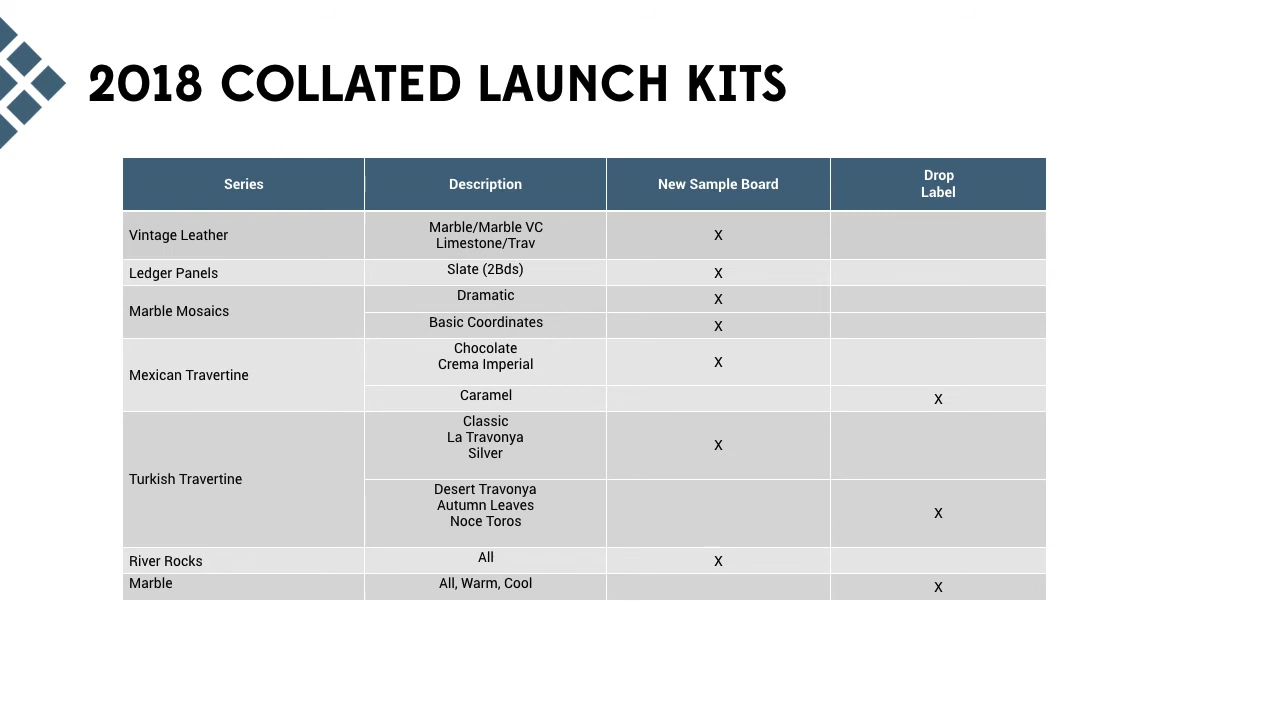 2018 COLLATED LAUNCH KITS
Series
Description
New Sample Board
Drop
Label
Vintage Leather
Marble/Marble VC
Limestone/Trav
X
Ledger Panels
Slate (2Bds)
X
Marble Mosaics
Dramatic
X
Basic Coordinates
X
Mexican Travertine
Chocolate
Crema Imperial
X
Caramel
X
Turkish Travertine
Classic
La Travonya
Silver
X
Desert Travonya
Autumn Leaves
Noce Toros
X
River Rocks
All
X
Marble
All, Warm, Cool
X